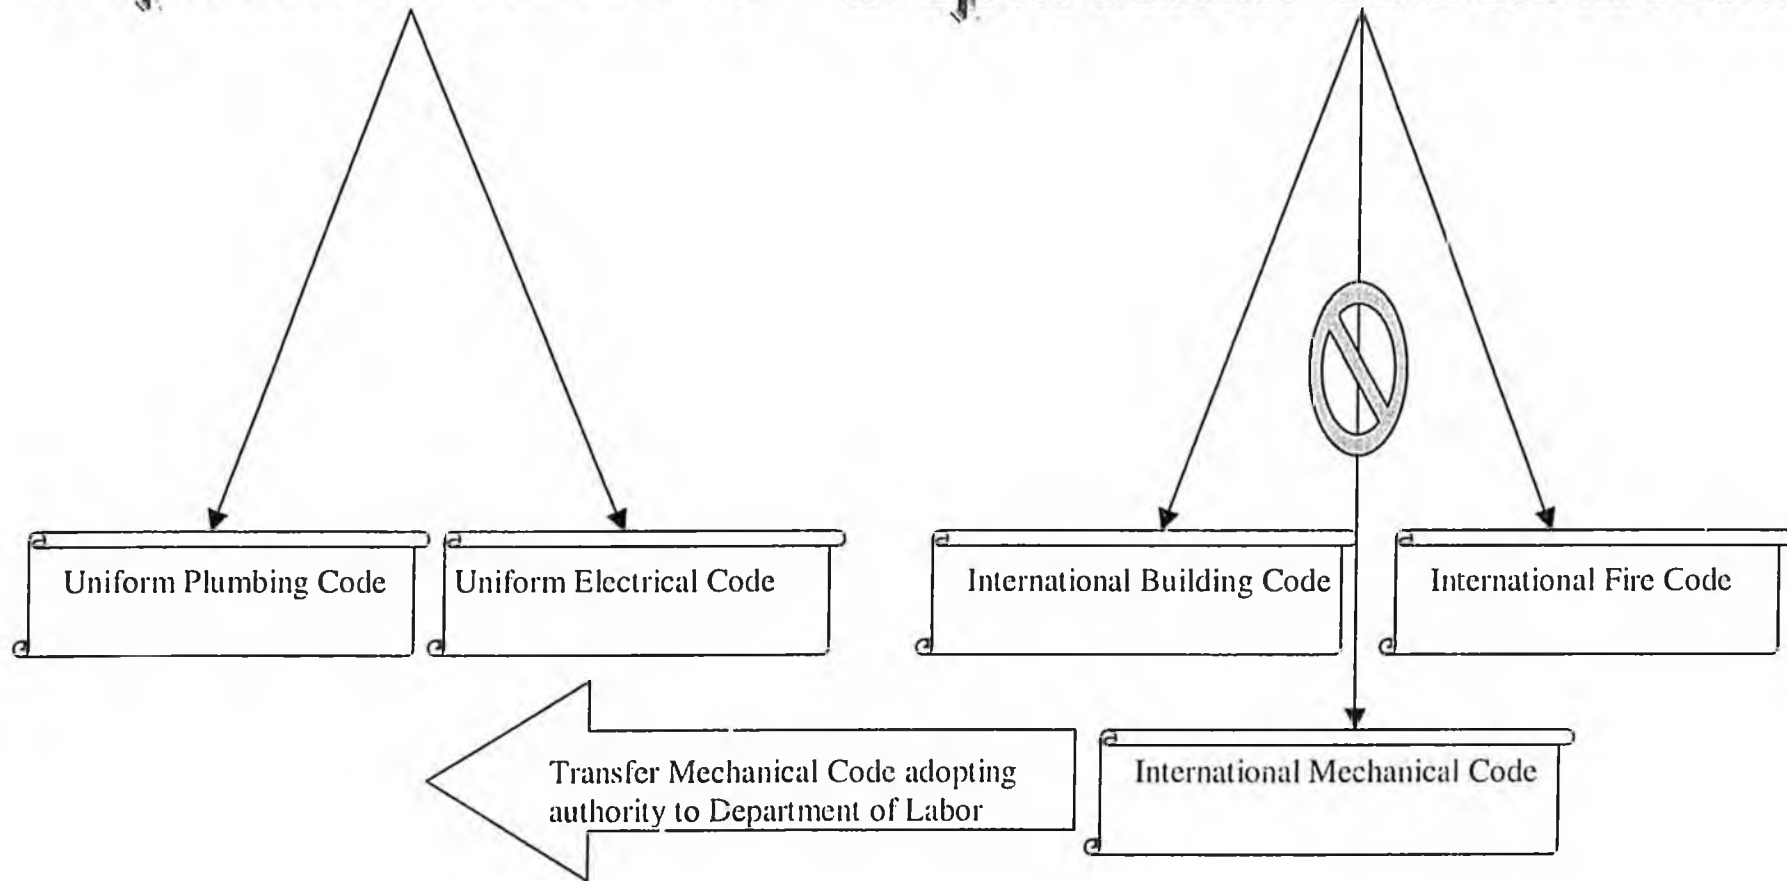 Uniform Plumbing Code
Uniform Electrical Code
International Building Code
International Fire Code
Transfer Mechanical Code adopting
authority to Department of Labor
International Mechanical Code